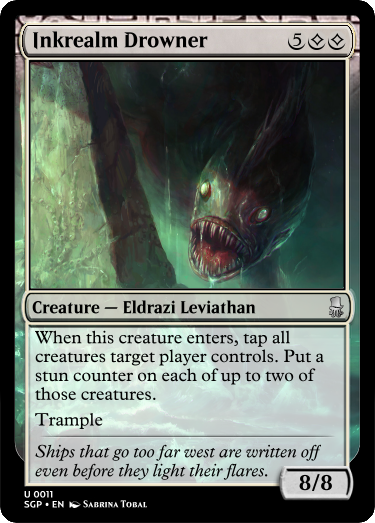 Inkrealm Drowner 5
Creature — Eldrazi Leviathan
When this creature enters, tap all
creatures target player controls. Put a
stun counter on each of up to two of
those creatures.
Trample
Ships that go too far west are written off
even before they light their flares.
8/8
U 0011
SGP • EN Sabrina Tobal